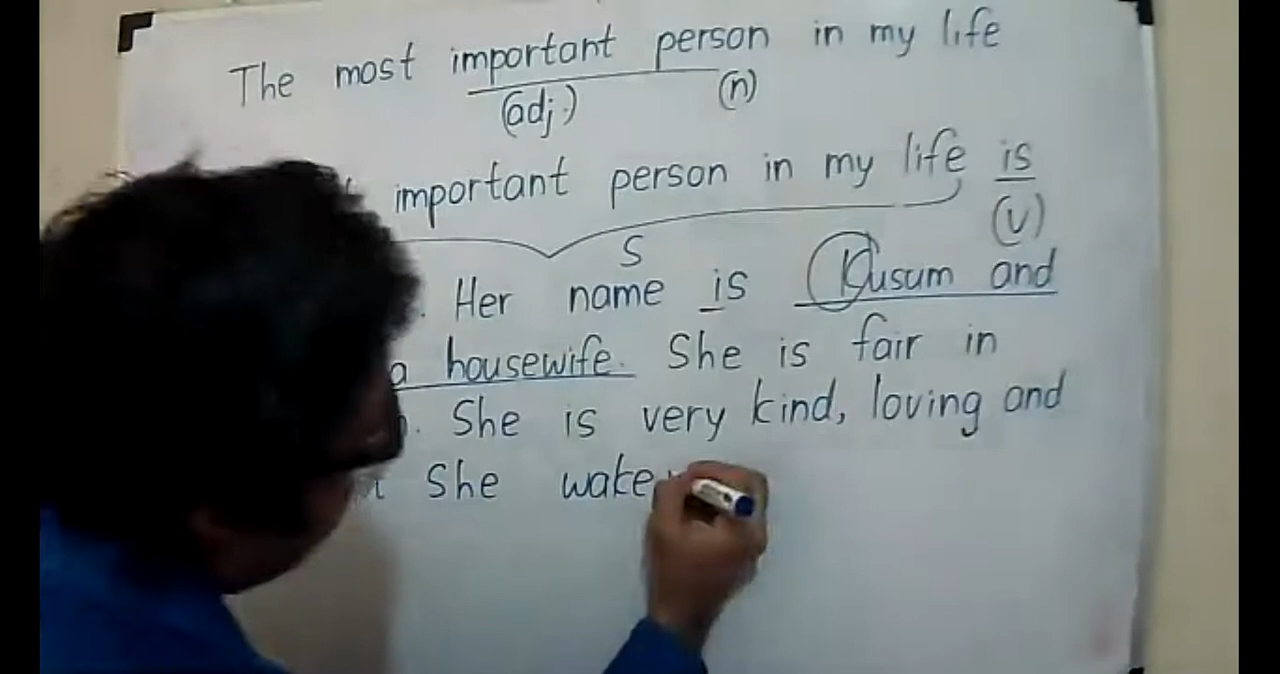 The most important person in my life
(adj.) (n)
important person in my life is
S (v)
. Her name is Kusum and
a housewife. She is fair in
. She is very kind, loving and
She wake